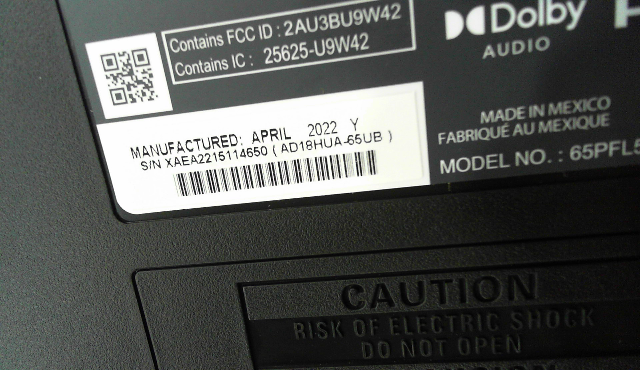 Contains FCC ID : 2AU3BU9W42
Contains IC : 25625-U9W42
Dolby
AUDIO
MANUFACTURED: APRIL 2022 Y
S/N XAEA2215114650 ( AD18HUA-65UB )
MADE IN MEXICO
FABRIQUÉ AU MEXIQUE
MODEL NO. : 65PFL5
CAUTION
RISK OF ELECTRIC SHOCK
DO NOT OPEN